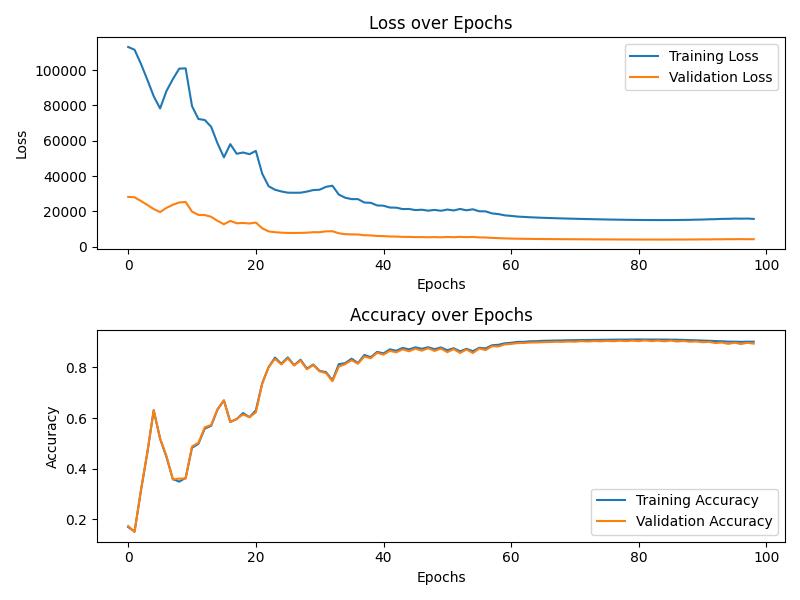 Loss over Epochs
100000
80000
60000
40000
20000
0
Loss
Training Loss
Validation Loss
0 20 40 60 80 100
Epochs
Accuracy over Epochs
0.8
0.6
0.4
0.2
Accuracy
Training Accuracy
Validation Accuracy
0 20 40 60 80 100
Epochs